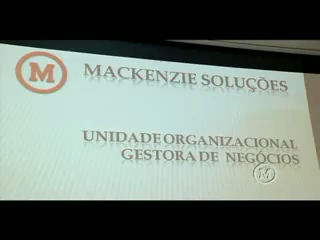 M MACKENZIE SOLUÇÕES
UNIDADE ORGANIZACIONAL
GESTORA DE NEGÓCIOS
M